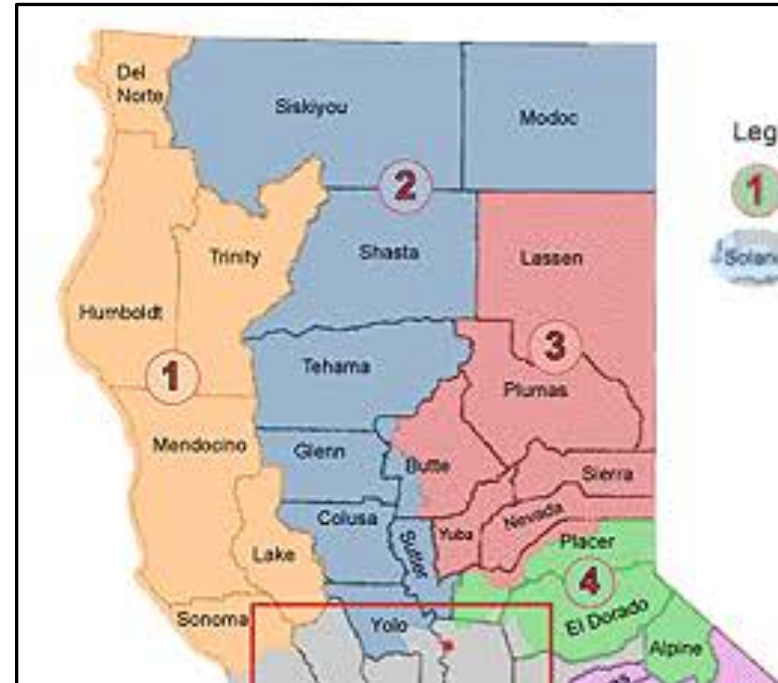 Del
Norte
Siskiyou
Modoc
Leg
2
1
Trinity
Shasta
Lassen
Solano
Humboldt
3
Tehama
1
Plumas
Mendocino
Glenn
Butte
Sierra
Colusa
Nevada
Yuba
Sutter
Placer
Lake
4
Sonoma
Yolo
El Dorado
Alpine